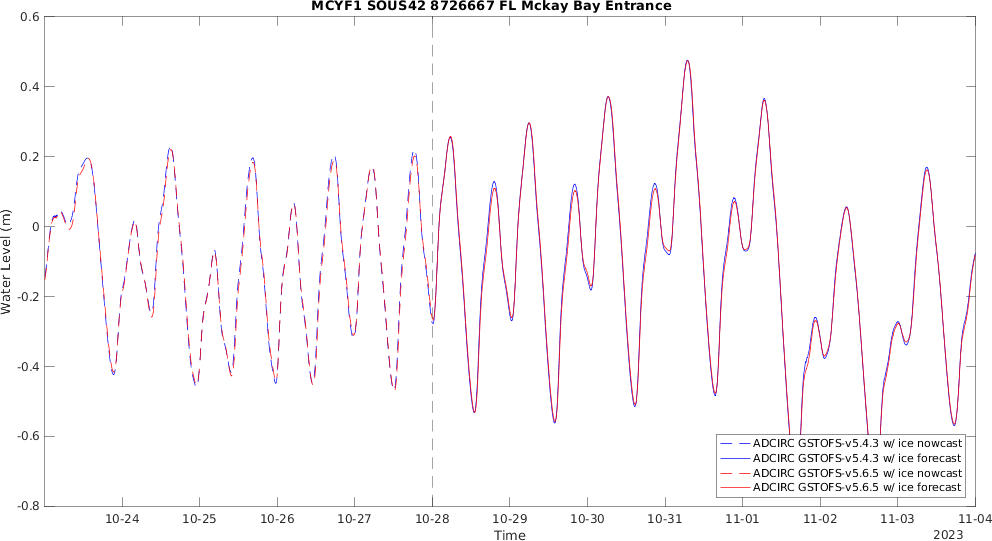 MCYF1 SOUS42 8726667 FL Mckay Bay Entrance
0.6
0.4
0.2
0
-0.2
-0.4
-0.6
-0.8
Water Level (m)
ADCIRC GSTOFS-v5.4.3 w/ ice nowcast
ADCIRC GSTOFS-v5.4.3 w/ ice forecast
ADCIRC GSTOFS-v5.6.5 w/ ice nowcast
ADCIRC GSTOFS-v5.6.5 w/ ice forecast
10-24 10-25 10-26 10-27 10-28 10-29 10-30 10-31 11-01 11-02 11-03 11-04
Time
2023